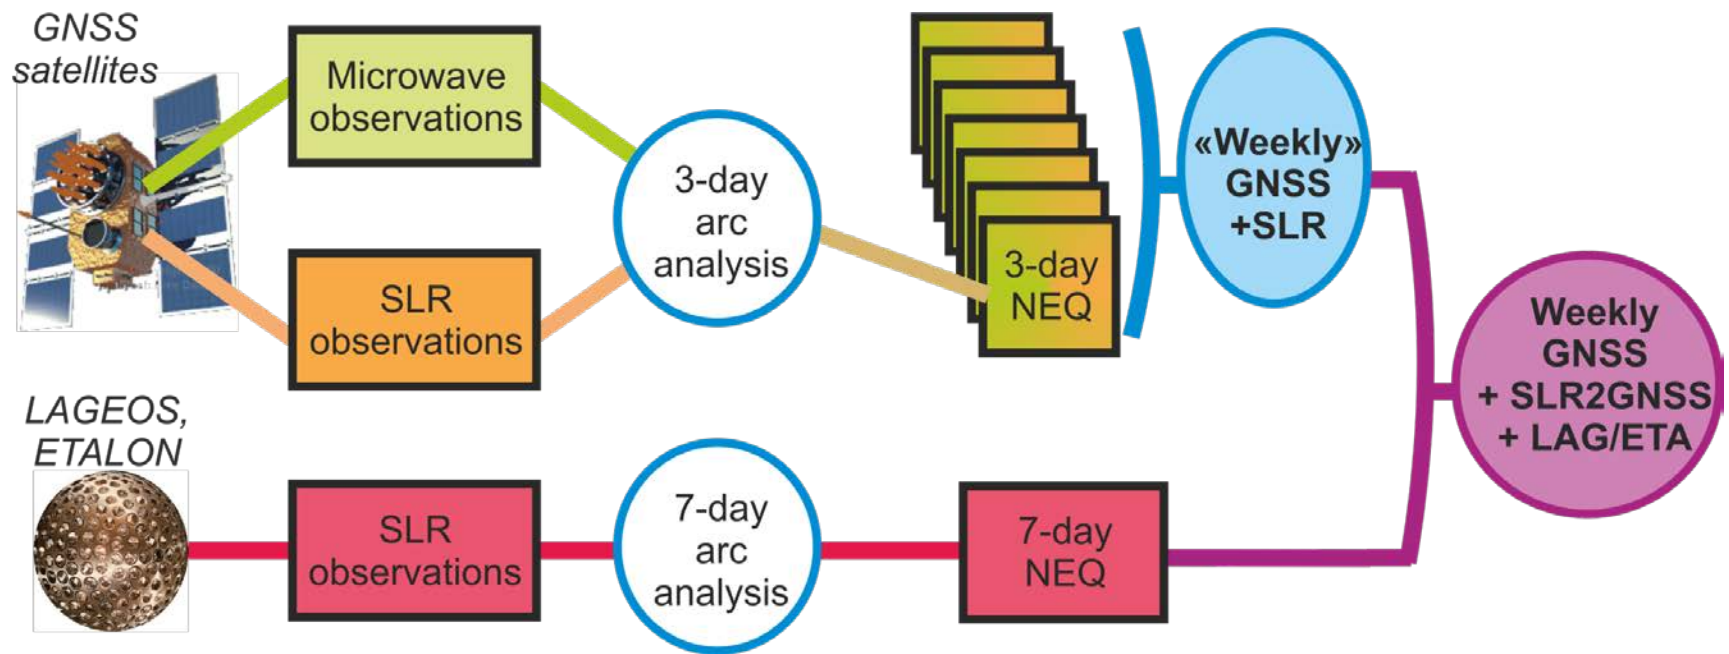 GNSS
satellites
Microwave
observations
SLR
observations
3-day
arc
analysis
3-day
NEQ
«Weekly»
GNSS
+SLR
Weekly
GNSS
+ SLR2GNSS
+ LAG/ETA
LAGEOS,
ETALON
SLR
observations
7-day
arc
analysis
7-day
NEQ